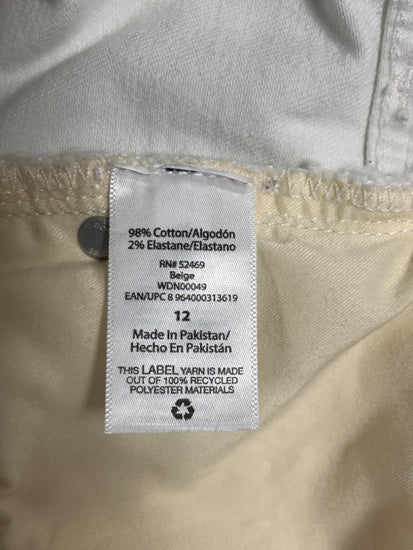 98% Cotton/Algodón
2% Elastane/Elastano
RN# 52469
Beige
WDN00049
EAN/UPC 8 964000313619
12
Made In Pakistan/
Hecho En Pakistán
THIS LABEL YARN IS MADE
OUT OF 100% RECYCLED
POLYESTER MATERIALS